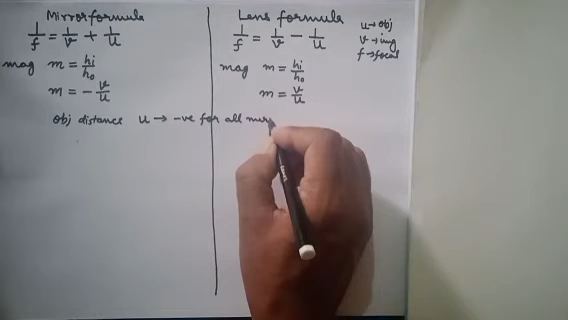 Mirror formula
1/f = 1/v + 1/u
mag m = hi/ho
m = - v/u
Lens formula
1/f = 1/v - 1/u
mag m = hi/ho
m = v/u
u → obj
v → img
f → focal
obj distance u → -ve for all